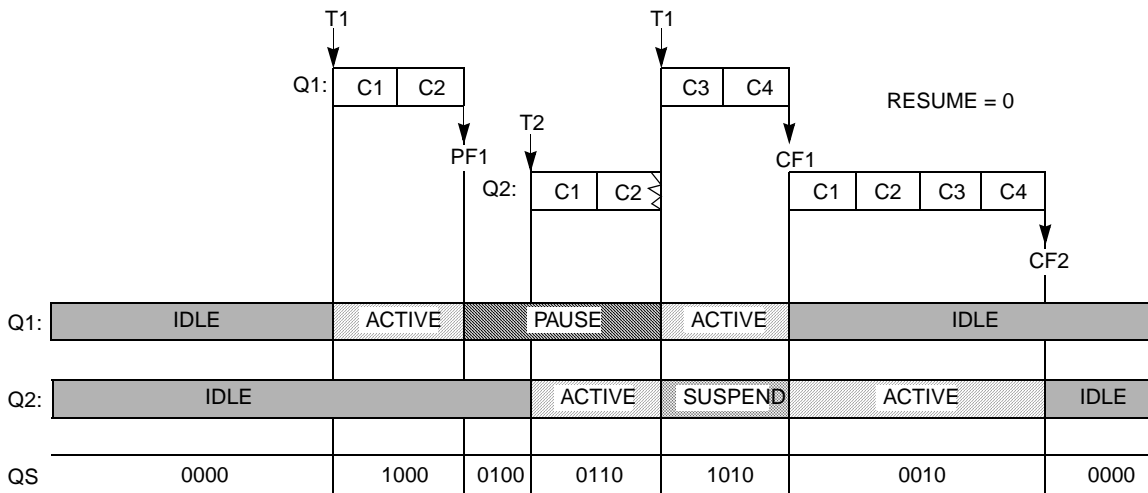 T1 T1
Q1: C1 C2 C3 C4 RESUME = 0
T2
PF1 CF1
Q2: C1 C2 C1 C2 C3 C4
CF2
Q1: IDLE ACTIVE PAUSE ACTIVE IDLE
Q2: IDLE ACTIVE SUSPEND ACTIVE IDLE
QS 0000 1000 0100 0110 1010 0010 0000